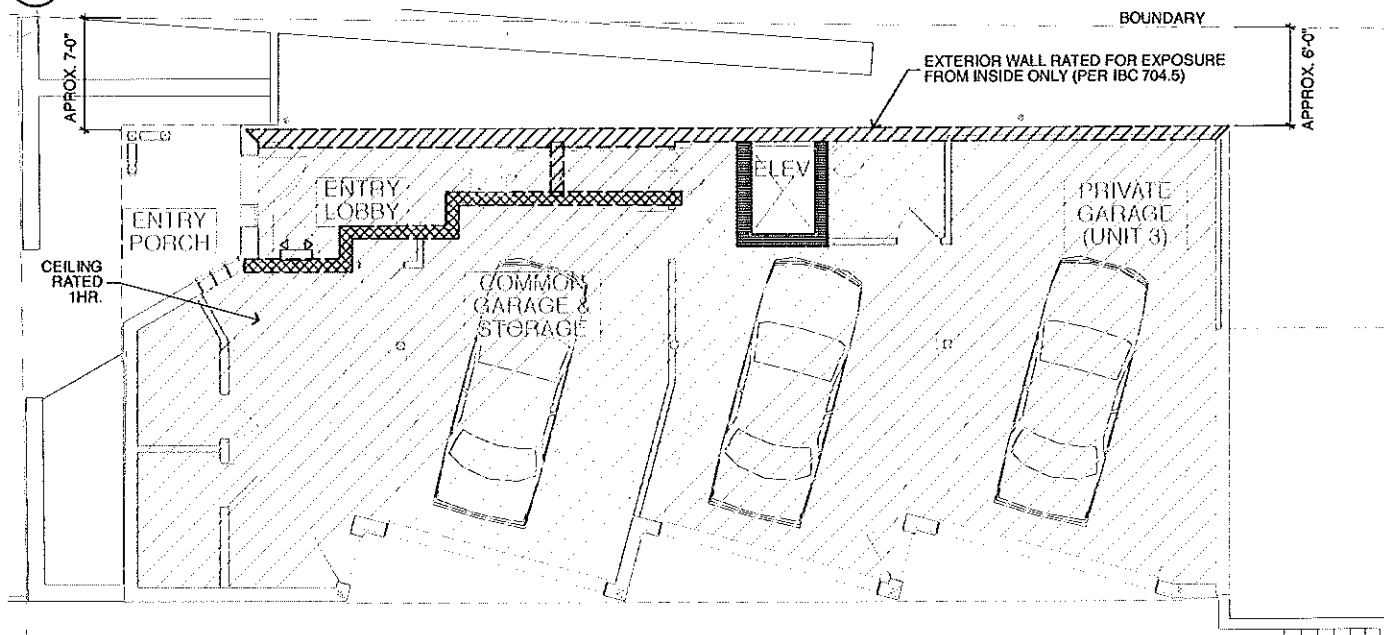 BOUNDARY
APPROX. 7'-0"
EXTERIOR WALL RATED FOR EXPOSURE
FROM INSIDE ONLY (PER IBC 704.5)
APPROX. 6'-0"
ELEV
ENTRY
LOBBY
PRIVATE
GARAGE
(UNIT 3)
ENTRY
PORCH
CEILING
RATED
1HR.
COMMON
GARAGE &
STORAGE